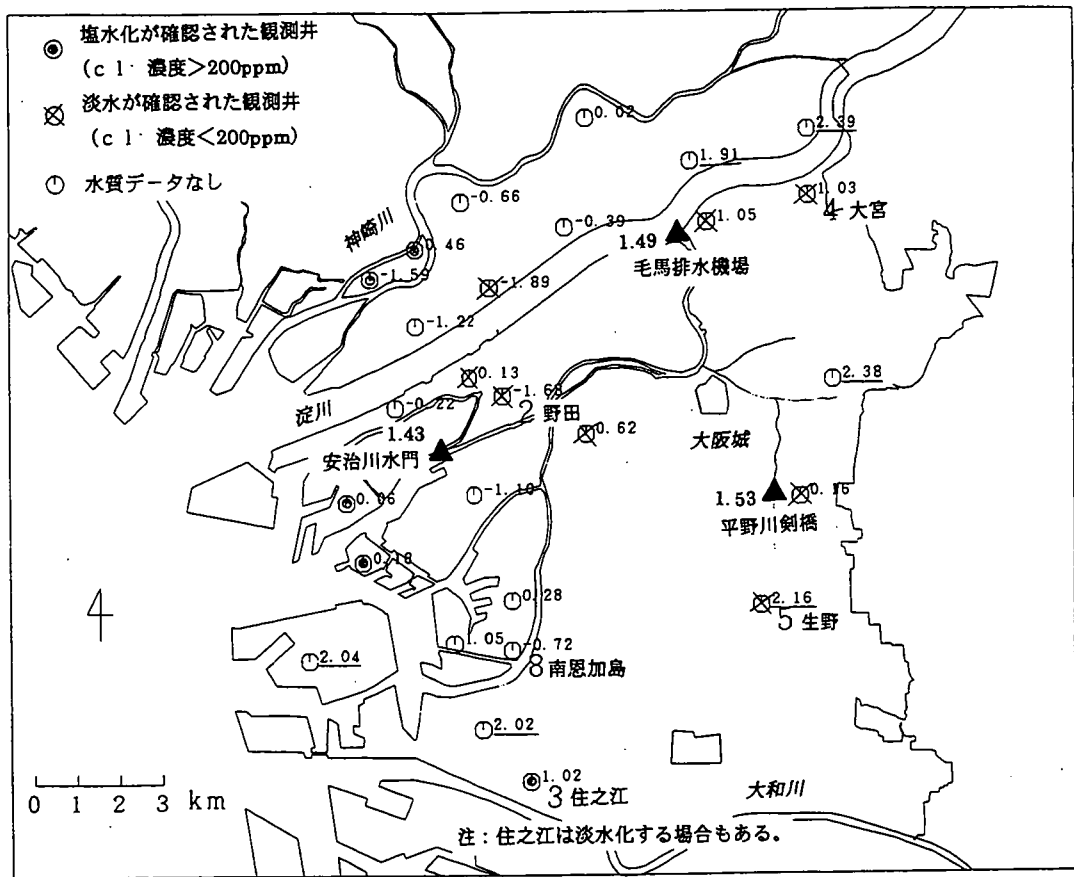 塩水化が確認された観測井
(cl⁻ 濃度>200ppm)
淡水が確認された観測井
(cl⁻ 濃度<200ppm)
水質データなし
0.02
2.39
1.91
1.03
4 大宮
-0.66
神崎川
0.46
-0.39
1.05
1.49
毛馬排水機場
-1.59
-1.89
-1.22
0.13
-1.68
2 野田
2.38
淀川
-0.22
1.43
安治川水門
0.62
大阪城
0.06
-1.10
1.53
0.16
平野川剣橋
0.18
0.28
2.16
5 生野
1.05
-0.72
8 南恩加島
2.04
4
2.02
1.02
3 住之江
大和川
0 1 2 3 km
注:住之江は淡水化する場合もある。